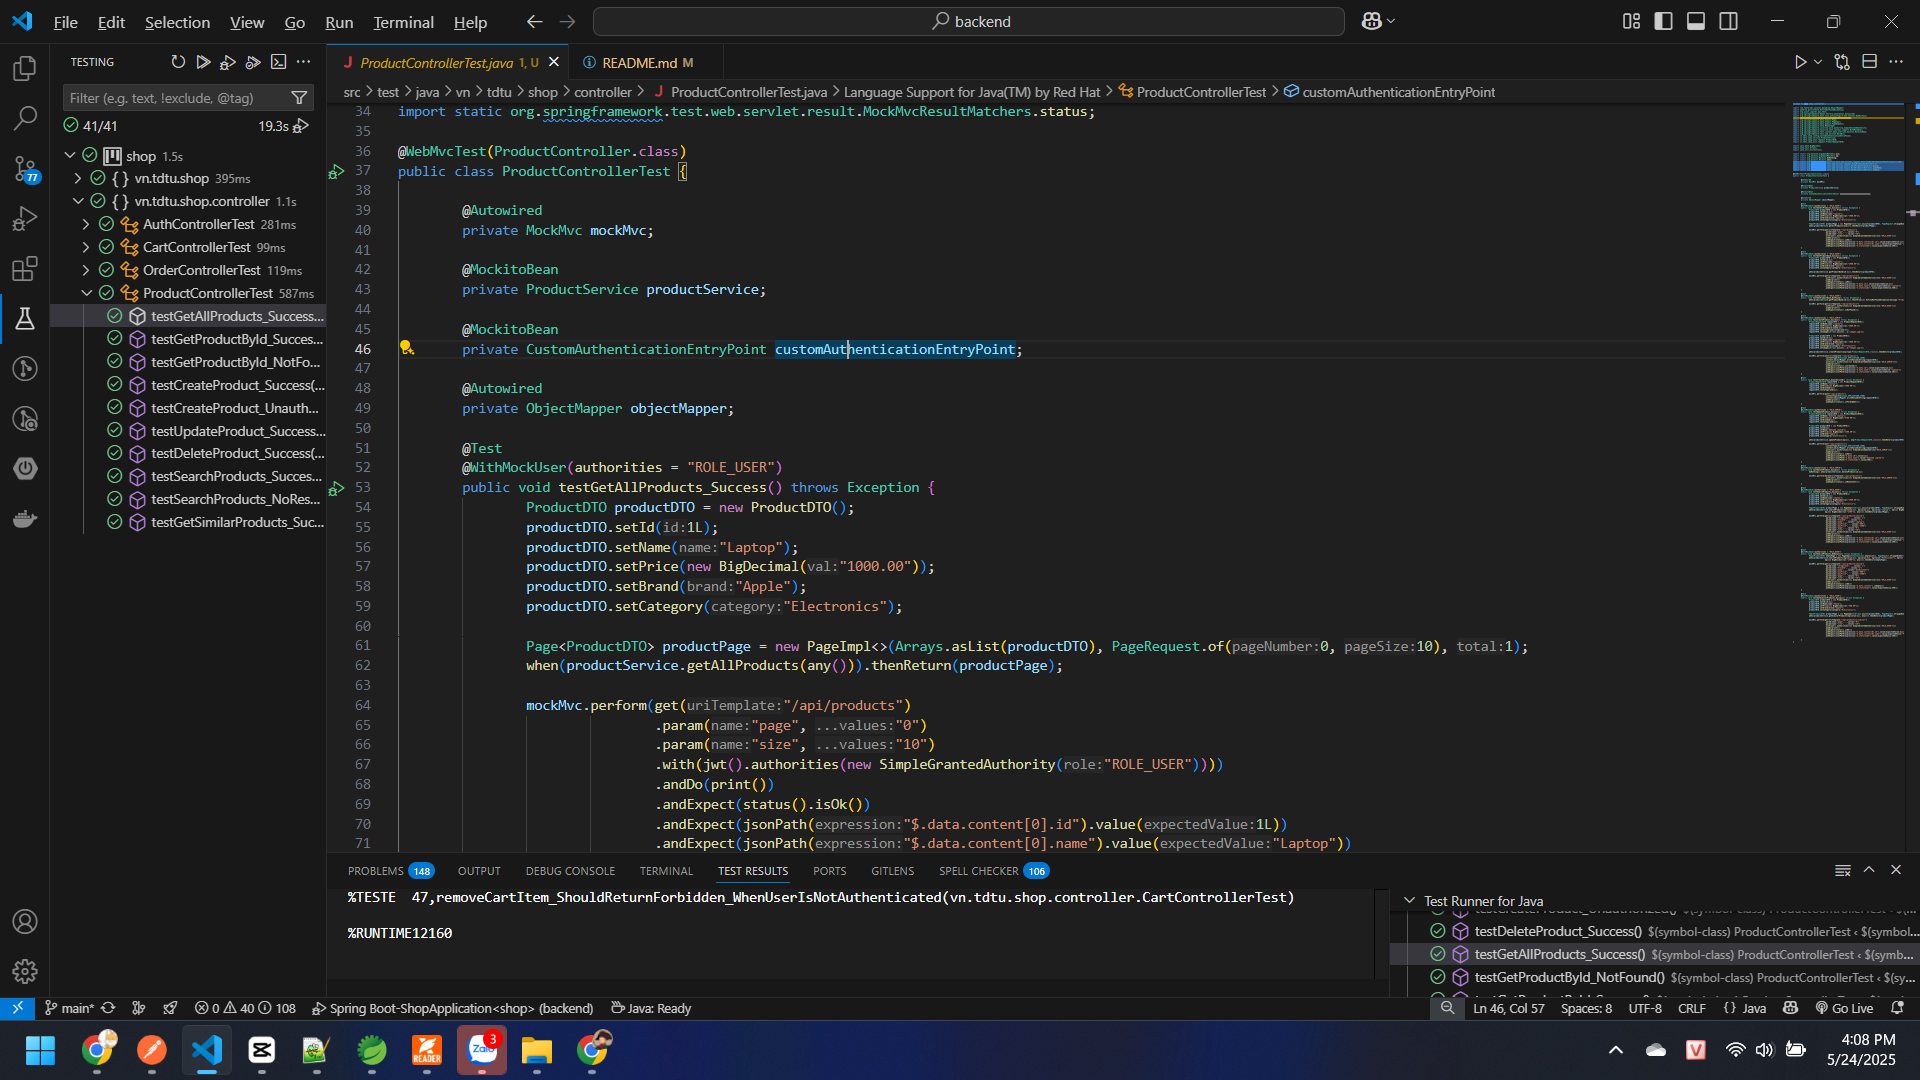 File Edit Selection View Go Run Terminal Help
backend
TESTING
ProductControllerTest.java 1, U
README.md M
Filter (e.g. text, !exclude, @tag)
src > test > java > vn > tdtu > shop > controller > J ProductControllerTest.java > Language Support for Java(TM) by Red Hat > ProductControllerTest > customAuthenticationEntryPoint
41/41 19.3s
shop 1.5s
{ } vn.tdtu.shop 395ms
{ } vn.tdtu.shop.controller 1.1s
AuthControllerTest 281ms
CartControllerTest 99ms
OrderControllerTest 119ms
ProductControllerTest 587ms
testGetAllProducts_Success...
testGetProductById_Succes...
testGetProductById_NotFo...
testCreateProduct_Success(...
testCreateProduct_Unauth...
testUpdateProduct_Success...
testDeleteProduct_Success(...
testSearchProducts_Succes...
testSearchProducts_NoRes...
testGetSimilarProducts_Suc...
77
34 import static org.springframework.test.web.servlet.result.MockMvcResultMatchers.status;
35
36 @WebMvcTest(ProductController.class)
37 public class ProductControllerTest {
38
39 @Autowired
40 private MockMvc mockMvc;
41
42 @MockitoBean
43 private ProductService productService;
44
45 @MockitoBean
46 private CustomAuthenticationEntryPoint customAuthenticationEntryPoint;
47
48 @Autowired
49 private ObjectMapper objectMapper;
50
51 @Test
52 @WithMockUser(authorities = "ROLE_USER")
53 public void testGetAllProducts_Success() throws Exception {
54 ProductDTO productDTO = new ProductDTO();
55 productDTO.setId(id:1L);
56 productDTO.setName(name:"Laptop");
57 productDTO.setPrice(new BigDecimal(val:"1000.00"));
58 productDTO.setBrand(brand:"Apple");
59 productDTO.setCategory(category:"Electronics");
60
61 Page<ProductDTO> productPage = new PageImpl<>(Arrays.asList(productDTO), PageRequest.of(pageNumber:0, pageSize:10), total:1);
62 when(productService.getAllProducts(any())).thenReturn(productPage);
63
64 mockMvc.perform(get(uriTemplate:"/api/products")
65 .param(name:"page", ...values:"0")
66 .param(name:"size", ...values:"10")
67 .with(jwt().authorities(new SimpleGrantedAuthority(role:"ROLE_USER"))))
68 .andDo(print())
69 .andExpect(status().isOk())
70 .andExpect(jsonPath(expression:"$.data.content[0].id").value(expectedValue:1L))
71 .andExpect(jsonPath(expression:"$.data.content[0].name").value(expectedValue:"Laptop"))
PROBLEMS 148 OUTPUT DEBUG CONSOLE TERMINAL TEST RESULTS PORTS GITLENS SPELL CHECKER 106
%TESTE 47,removeCartItem_ShouldReturnForbidden_WhenUserIsNotAuthenticated(vn.tdtu.shop.controller.CartControllerTest)
%RUNTIME12160
Test Runner for Java
testDeleteProduct_Success() $(symbol-class) ProductControllerTest < $(symbol...
testGetAllProducts_Success() $(symbol-class) ProductControllerTest < $(symb...
testGetProductById_NotFound() $(symbol-class) ProductControllerTest < $(sy...
main* 0 40 108 Spring Boot-ShopApplication<shop> (backend) Java: Ready
Ln 46, Col 57 Spaces: 8 UTF-8 CRLF { } Java Go Live
READER
Zalo
3
V
4:08 PM
5/24/2025